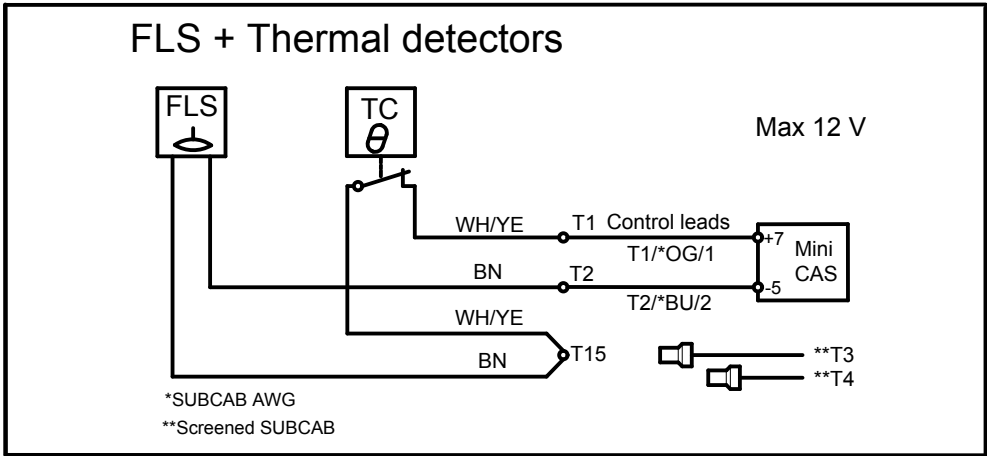 FLS + Thermal detectors
FLS
TC
Max 12 V
WH/YE
T1
Control leads
+7
T1/*OG/1
Mini
CAS
BN
T2
-5
T2/*BU/2
WH/YE
T15
BN
**T3
**T4
*SUBCAB AWG
**Screened SUBCAB